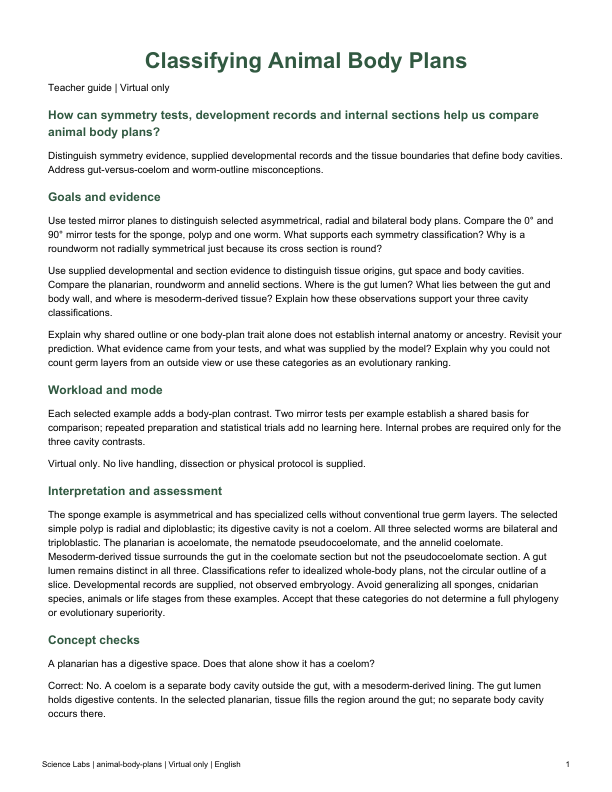 Classifying Animal Body Plans
Teacher guide | Virtual only
How can symmetry tests, development records and internal sections help us compare
animal body plans?
Distinguish symmetry evidence, supplied developmental records and the tissue boundaries that define body cavities.
Address gut-versus-coelom and worm-outline misconceptions.
Goals and evidence
Use tested mirror planes to distinguish selected asymmetrical, radial and bilateral body plans. Compare the 0° and
90° mirror tests for the sponge, polyp and one worm. What supports each symmetry classification? Why is a
roundworm not radially symmetrical just because its cross section is round?
Use supplied developmental and section evidence to distinguish tissue origins, gut space and body cavities.
Compare the planarian, roundworm and annelid sections. Where is the gut lumen? What lies between the gut and
body wall, and where is mesoderm-derived tissue? Explain how these observations support your three cavity
classifications.
Explain why shared outline or one body-plan trait alone does not establish internal anatomy or ancestry. Revisit your
prediction. What evidence came from your tests, and what was supplied by the model? Explain why you could not
count germ layers from an outside view or use these categories as an evolutionary ranking.
Workload and mode
Each selected example adds a body-plan contrast. Two mirror tests per example establish a shared basis for
comparison; repeated preparation and statistical trials add no learning here. Internal probes are required only for the
three cavity contrasts.
Virtual only. No live handling, dissection or physical protocol is supplied.
Interpretation and assessment
The sponge example is asymmetrical and has specialized cells without conventional true germ layers. The selected
simple polyp is radial and diploblastic; its digestive cavity is not a coelom. All three selected worms are bilateral and
triploblastic. The planarian is acoelomate, the nematode pseudocoelomate, and the annelid coelomate.
Mesoderm-derived tissue surrounds the gut in the coelomate section but not the pseudocoelomate section. A gut
lumen remains distinct in all three. Classifications refer to idealized whole-body plans, not the circular outline of a
slice. Developmental records are supplied, not observed embryology. Avoid generalizing all sponges, cnidarian
species, animals or life stages from these examples. Accept that these categories do not determine a full phylogeny
or evolutionary superiority.
Concept checks
A planarian has a digestive space. Does that alone show it has a coelom?
Correct: No. A coelom is a separate body cavity outside the gut, with a mesoderm-derived lining. The gut lumen
holds digestive contents. In the selected planarian, tissue fills the region around the gut; no separate body cavity
occurs there.
Science Labs | animal-body-plans | Virtual only | English
1